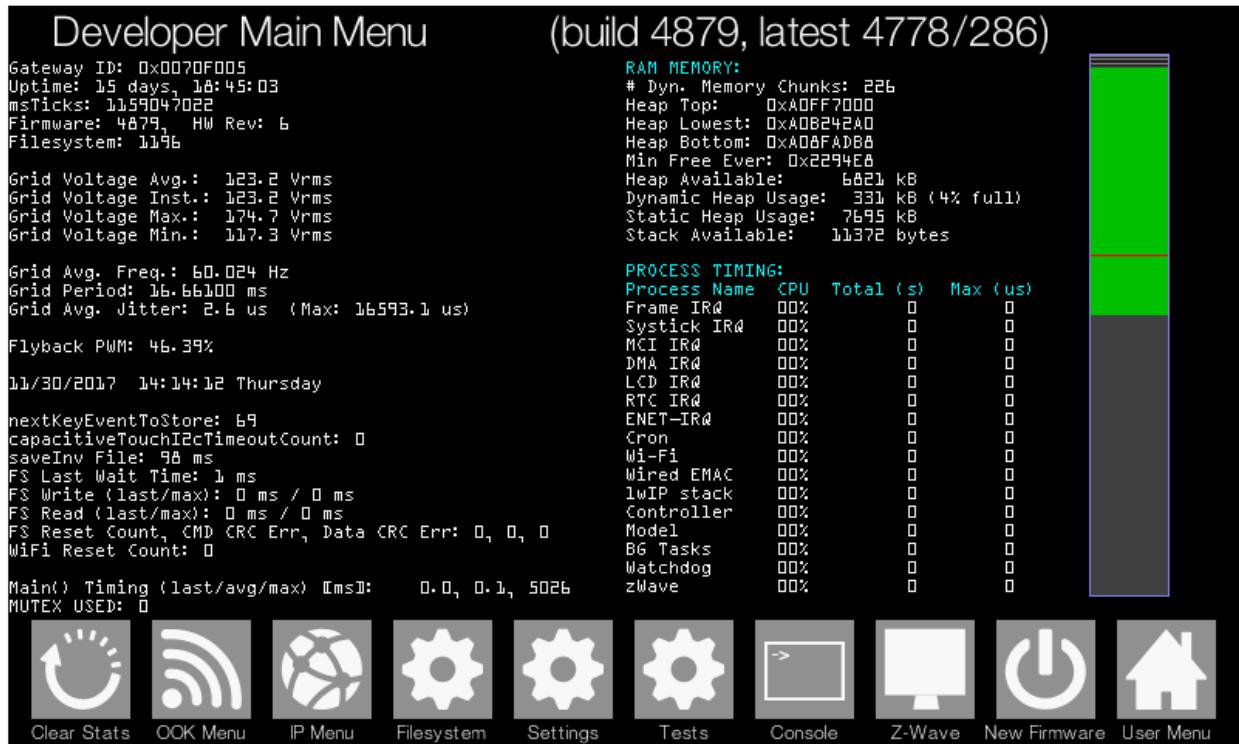 Developer Main Menu (build 4879, latest 4778/286)
Gateway ID: 0x0070F005
Uptime: 15 days, 18:45:03
msTicks: 1159047022
Firmware: 4879, HW Rev: 6
Filesystem: 1196
Grid Voltage Avg.: 123.2 Vrms
Grid Voltage Inst.: 123.2 Vrms
Grid Voltage Max.: 174.7 Vrms
Grid Voltage Min.: 117.3 Vrms
Grid Avg. Freq.: 60.024 Hz
Grid Period: 16.66100 ms
Grid Avg. Jitter: 2.6 us (Max: 16593.1 us)
Flyback PWM: 46.39%
11/30/2017 14:14:12 Thursday
nextKeyEventToStore: 69
capacitiveTouchI2cTimeoutCount: 0
saveInv File: 98 ms
FS Last Wait Time: 1 ms
FS Write (last/max): 0 ms / 0 ms
FS Read (last/max): 0 ms / 0 ms
FS Reset Count, CMD CRC Err, Data CRC Err: 0, 0, 0
WiFi Reset Count: 0
Main() Timing (last/avg/max) [ms]: 0.0, 0.1, 5026
MUTEX USED: 0
RAM MEMORY:
# Dyn. Memory Chunks: 226
Heap Top: 0xA0FF7000
Heap Lowest: 0xA0B242A0
Heap Bottom: 0xA08FADB8
Min Free Ever: 0x2294E8
Heap Available: 6821 kB
Dynamic Heap Usage: 331 kB (4% full)
Static Heap Usage: 7695 kB
Stack Available: 11372 bytes
PROCESS TIMING:
Process Name CPU Total (s) Max (us)
Frame IRQ 00% 0 0
Systick IRQ 00% 0 0
MCI IRQ 00% 0 0
DMA IRQ 00% 0 0
LCD IRQ 00% 0 0
RTC IRQ 00% 0 0
ENET-IRQ 00% 0 0
Cron 00% 0 0
Wi-Fi 00% 0 0
Wired EMAC 00% 0 0
lwIP stack 00% 0 0
Controller 00% 0 0
Model 00% 0 0
BG Tasks 00% 0 0
Watchdog 00% 0 0
zWave 00% 0 0
->
Clear Stats OOK Menu IP Menu Filesystem Settings Tests Console Z-Wave New Firmware User Menu